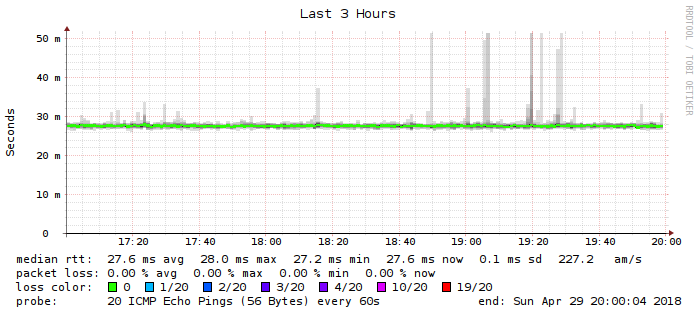 Last 3 Hours
RRDTOOL / TOBI OETIKER
Seconds
50 m
40 m
30 m
20 m
10 m
0
17:20 17:40 18:00 18:20 18:40 19:00 19:20 19:40 20:00
median rtt: 27.6 ms avg 28.0 ms max 27.2 ms min 27.6 ms now 0.1 ms sd 227.2 am/s
packet loss: 0.00 % avg 0.00 % max 0.00 % min 0.00 % now
loss color: 0 1/20 2/20 3/20 4/20 10/20 19/20
probe: 20 ICMP Echo Pings (56 Bytes) every 60s end: Sun Apr 29 20:00:04 2018